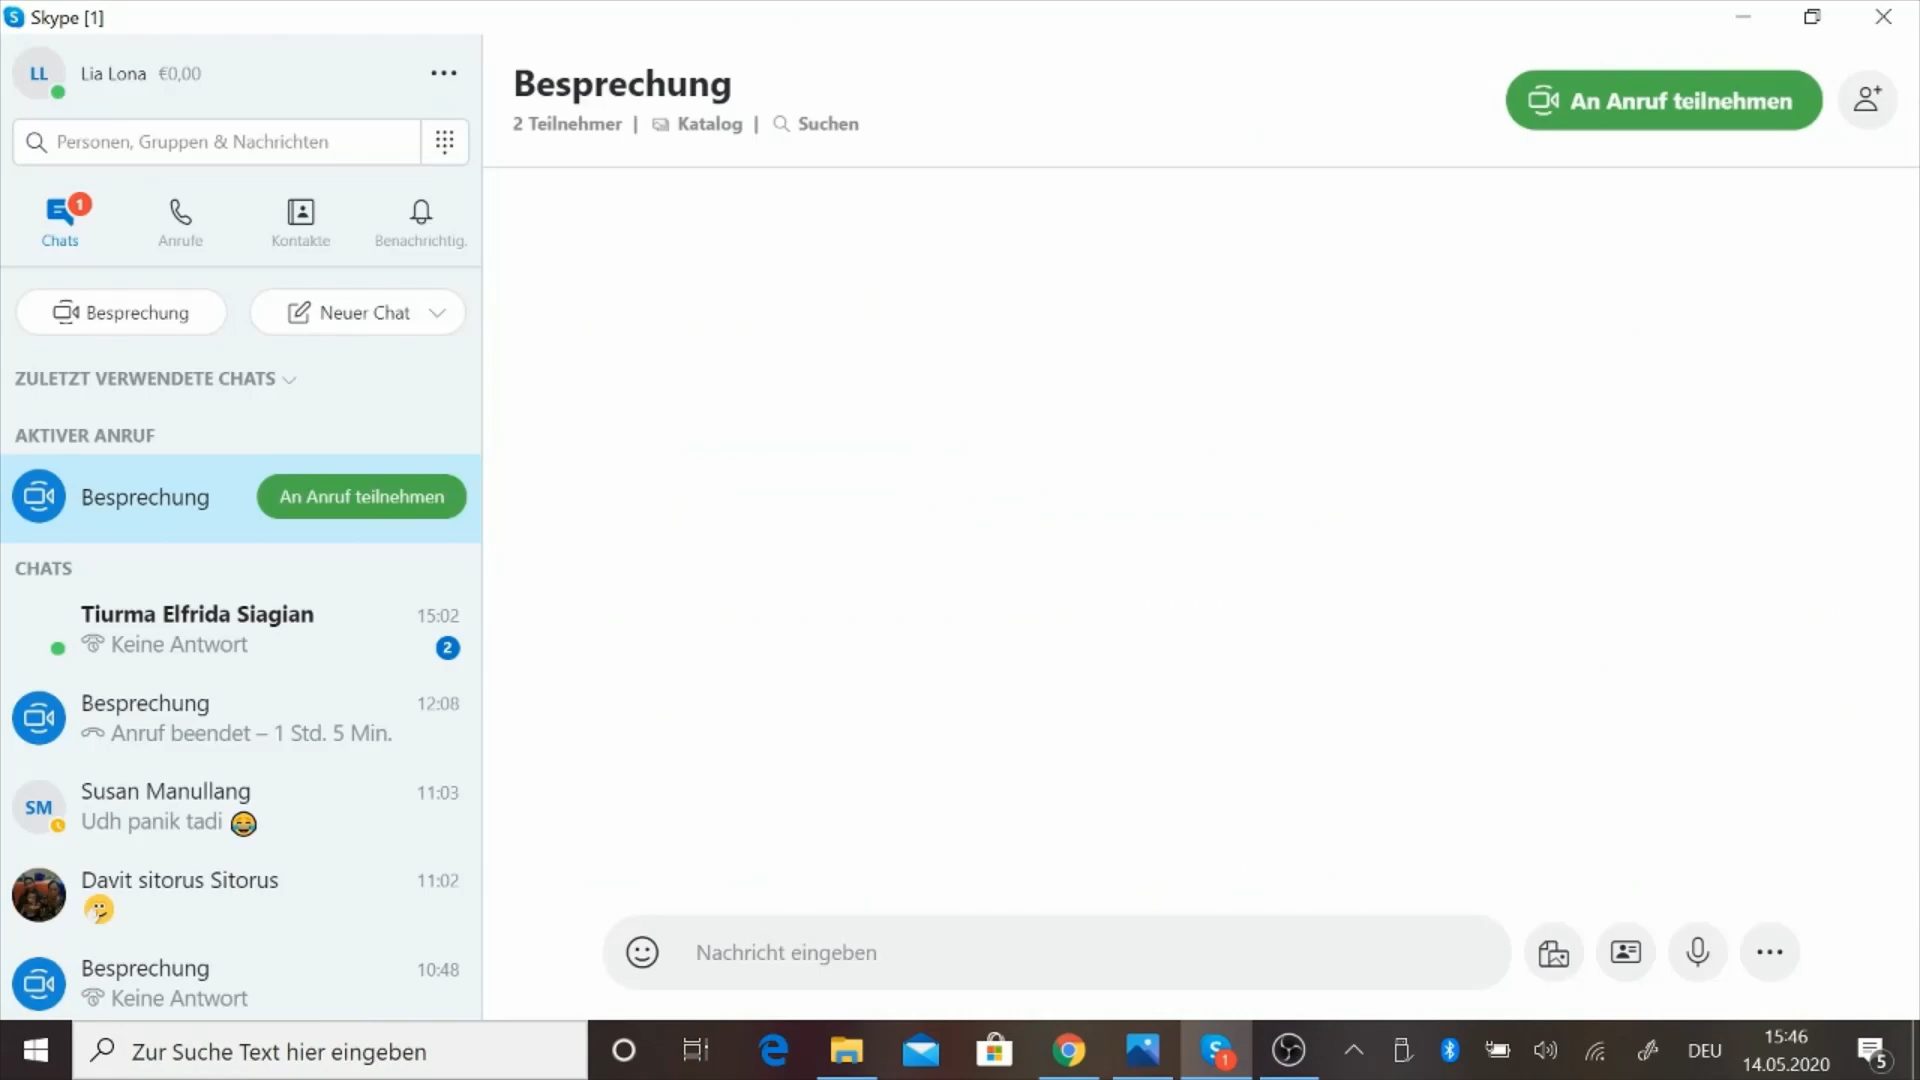 Skype [1]
LL
Lia Lona €0,00
Personen, Gruppen & Nachrichten
1
Chats
Anrufe
Kontakte
Benachrichtig.
Besprechung
Neuer Chat
ZULETZT VERWENDETE CHATS
AKTIVER ANRUF
Besprechung
An Anruf teilnehmen
CHATS
Tiurma Elfrida Siagian 15:02
Keine Antwort 2
Besprechung 12:08
Anruf beendet – 1 Std. 5 Min.
SM
Susan Manullang 11:03
Udh panik tadi 😂
Davit sitorus Sitorus 11:02
Besprechung 10:48
Keine Antwort
Besprechung
2 Teilnehmer | Katalog | Suchen
An Anruf teilnehmen
Nachricht eingeben
Zur Suche Text hier eingeben
S 1
DEU
15:46
14.05.2020
5